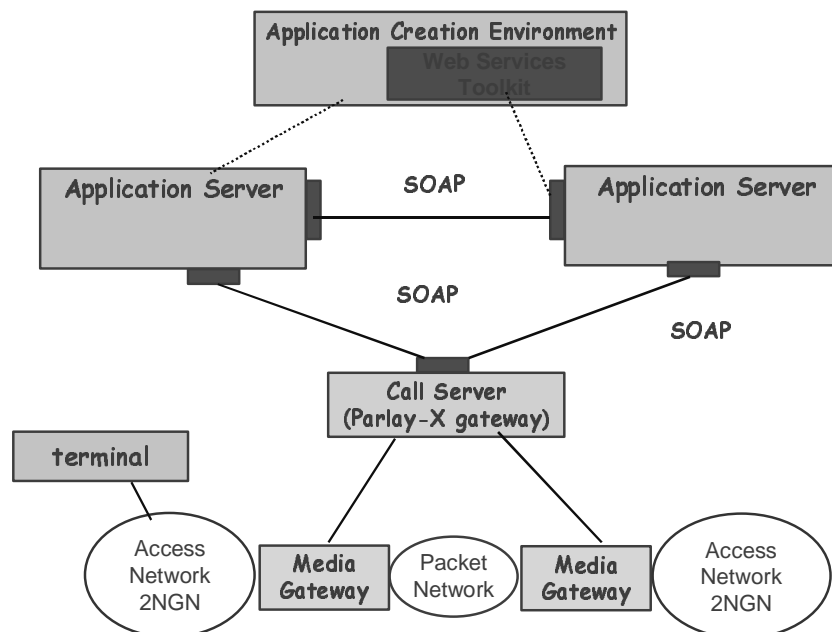 Application Creation Environment
Web Services
Toolkit
Application Server
SOAP
Application Server
SOAP
SOAP
Call Server
(Parlay-X gateway)
terminal
Access
Network
2NGN
Media
Gateway
Packet
Network
Media
Gateway
Access
Network
2NGN